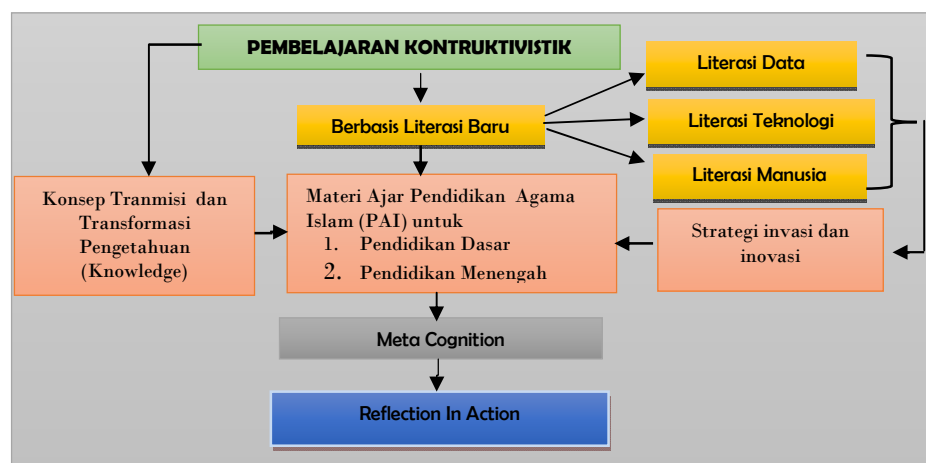 PEMBELAJARAN KONTRUKTIVISTIK
Literasi Data
Berbasis Literasi Baru
Literasi Teknologi
Literasi Manusia
Konsep Tranmisi dan
Transformasi
Pengetahuan
(Knowledge)
Materi Ajar Pendidikan Agama
Islam (PAI) untuk
1. Pendidikan Dasar
2. Pendidikan Menengah
Strategi invasi dan
inovasi
Meta Cognition
Reflection In Action